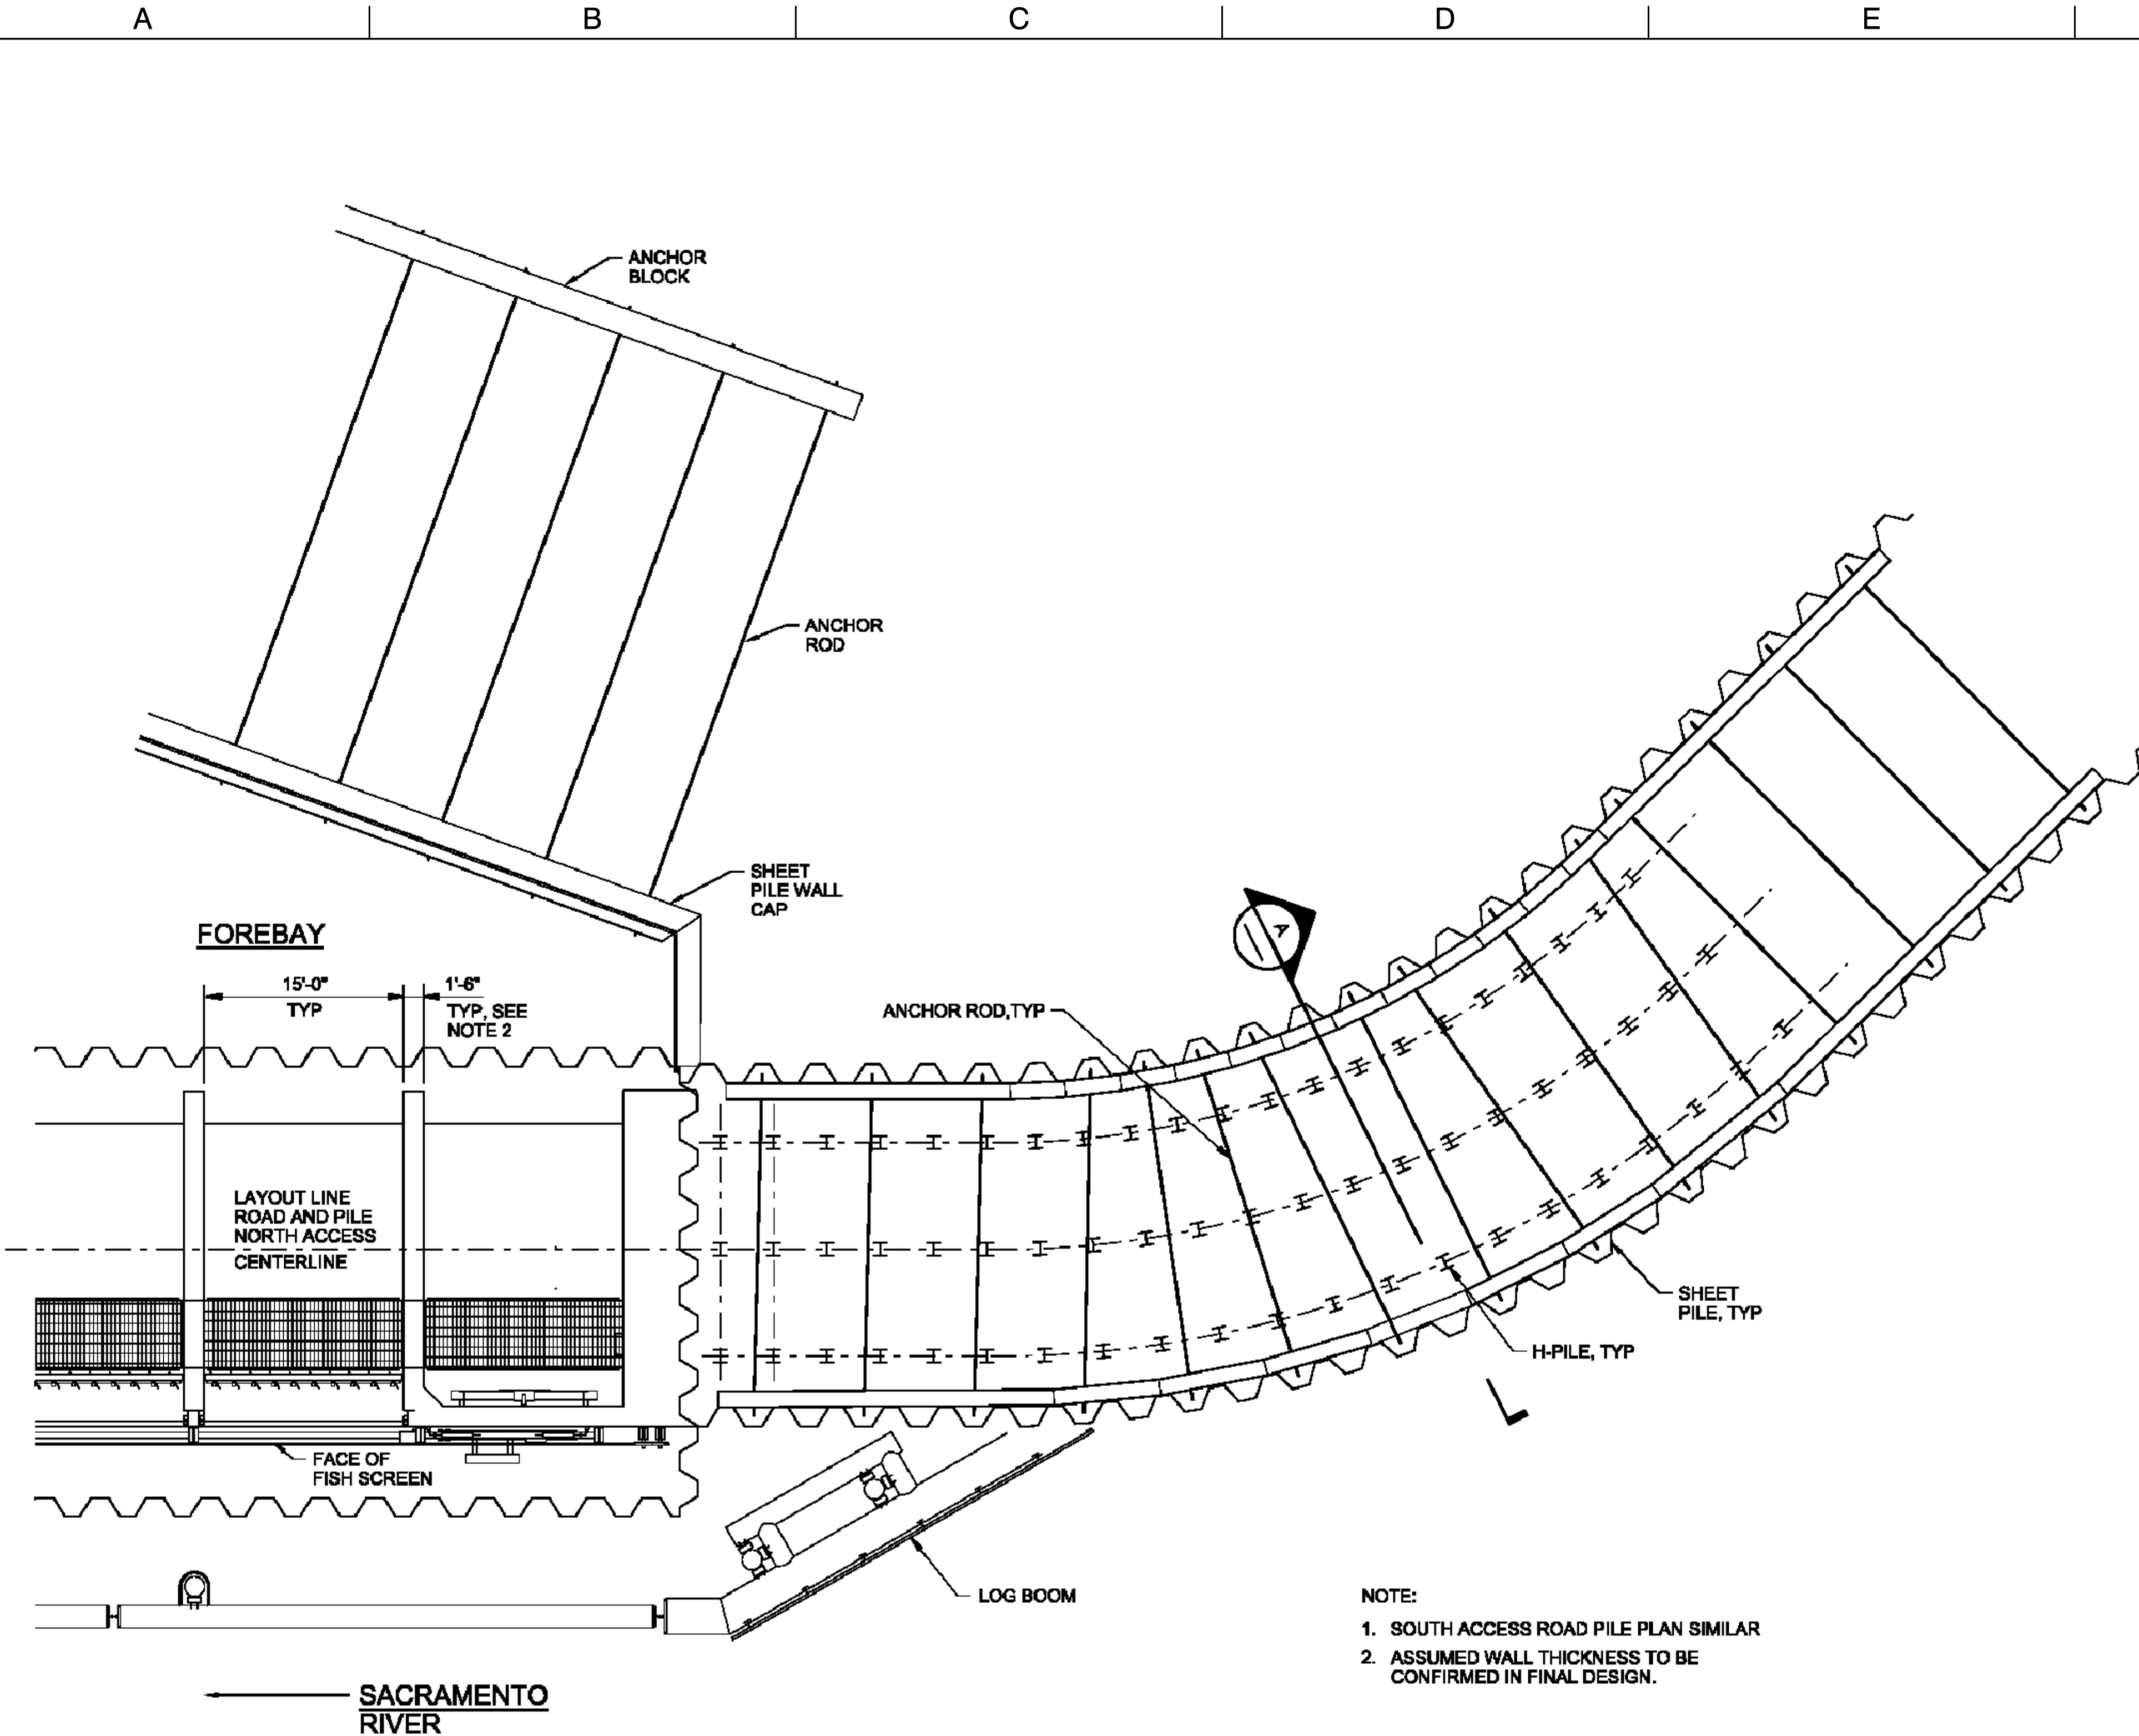 A B C D E
ANCHOR
BLOCK
ANCHOR
ROD
SHEET
PILE WALL
CAP
FOREBAY
15'-0"
TYP
1'-6"
TYP, SEE
NOTE 2
A
ANCHOR ROD,TYP
LAYOUT LINE
ROAD AND PILE
NORTH ACCESS
CENTERLINE
SHEET
PILE, TYP
H-PILE, TYP
FACE OF
FISH SCREEN
LOG BOOM
NOTE:
1. SOUTH ACCESS ROAD PILE PLAN SIMILAR
2. ASSUMED WALL THICKNESS TO BE
CONFIRMED IN FINAL DESIGN.
SACRAMENTO
RIVER